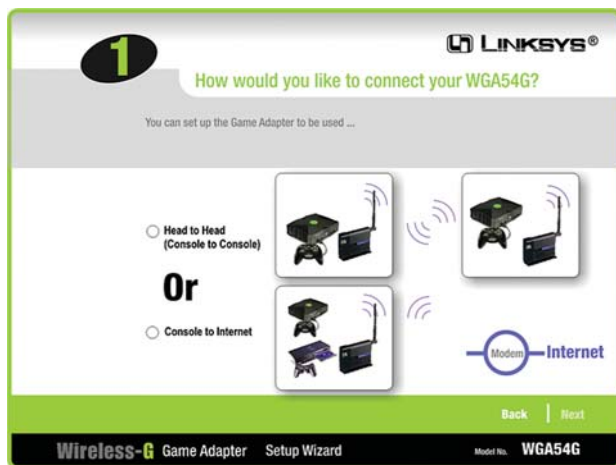 1
LINKSYS®
How would you like to connect your WGA54G?
You can set up the Game Adapter to be used ...
Head to Head
(Console to Console)
Or
Console to Internet
Modem
Internet
Back
Next
Wireless-G Game Adapter Setup Wizard
Model No. WGA54G